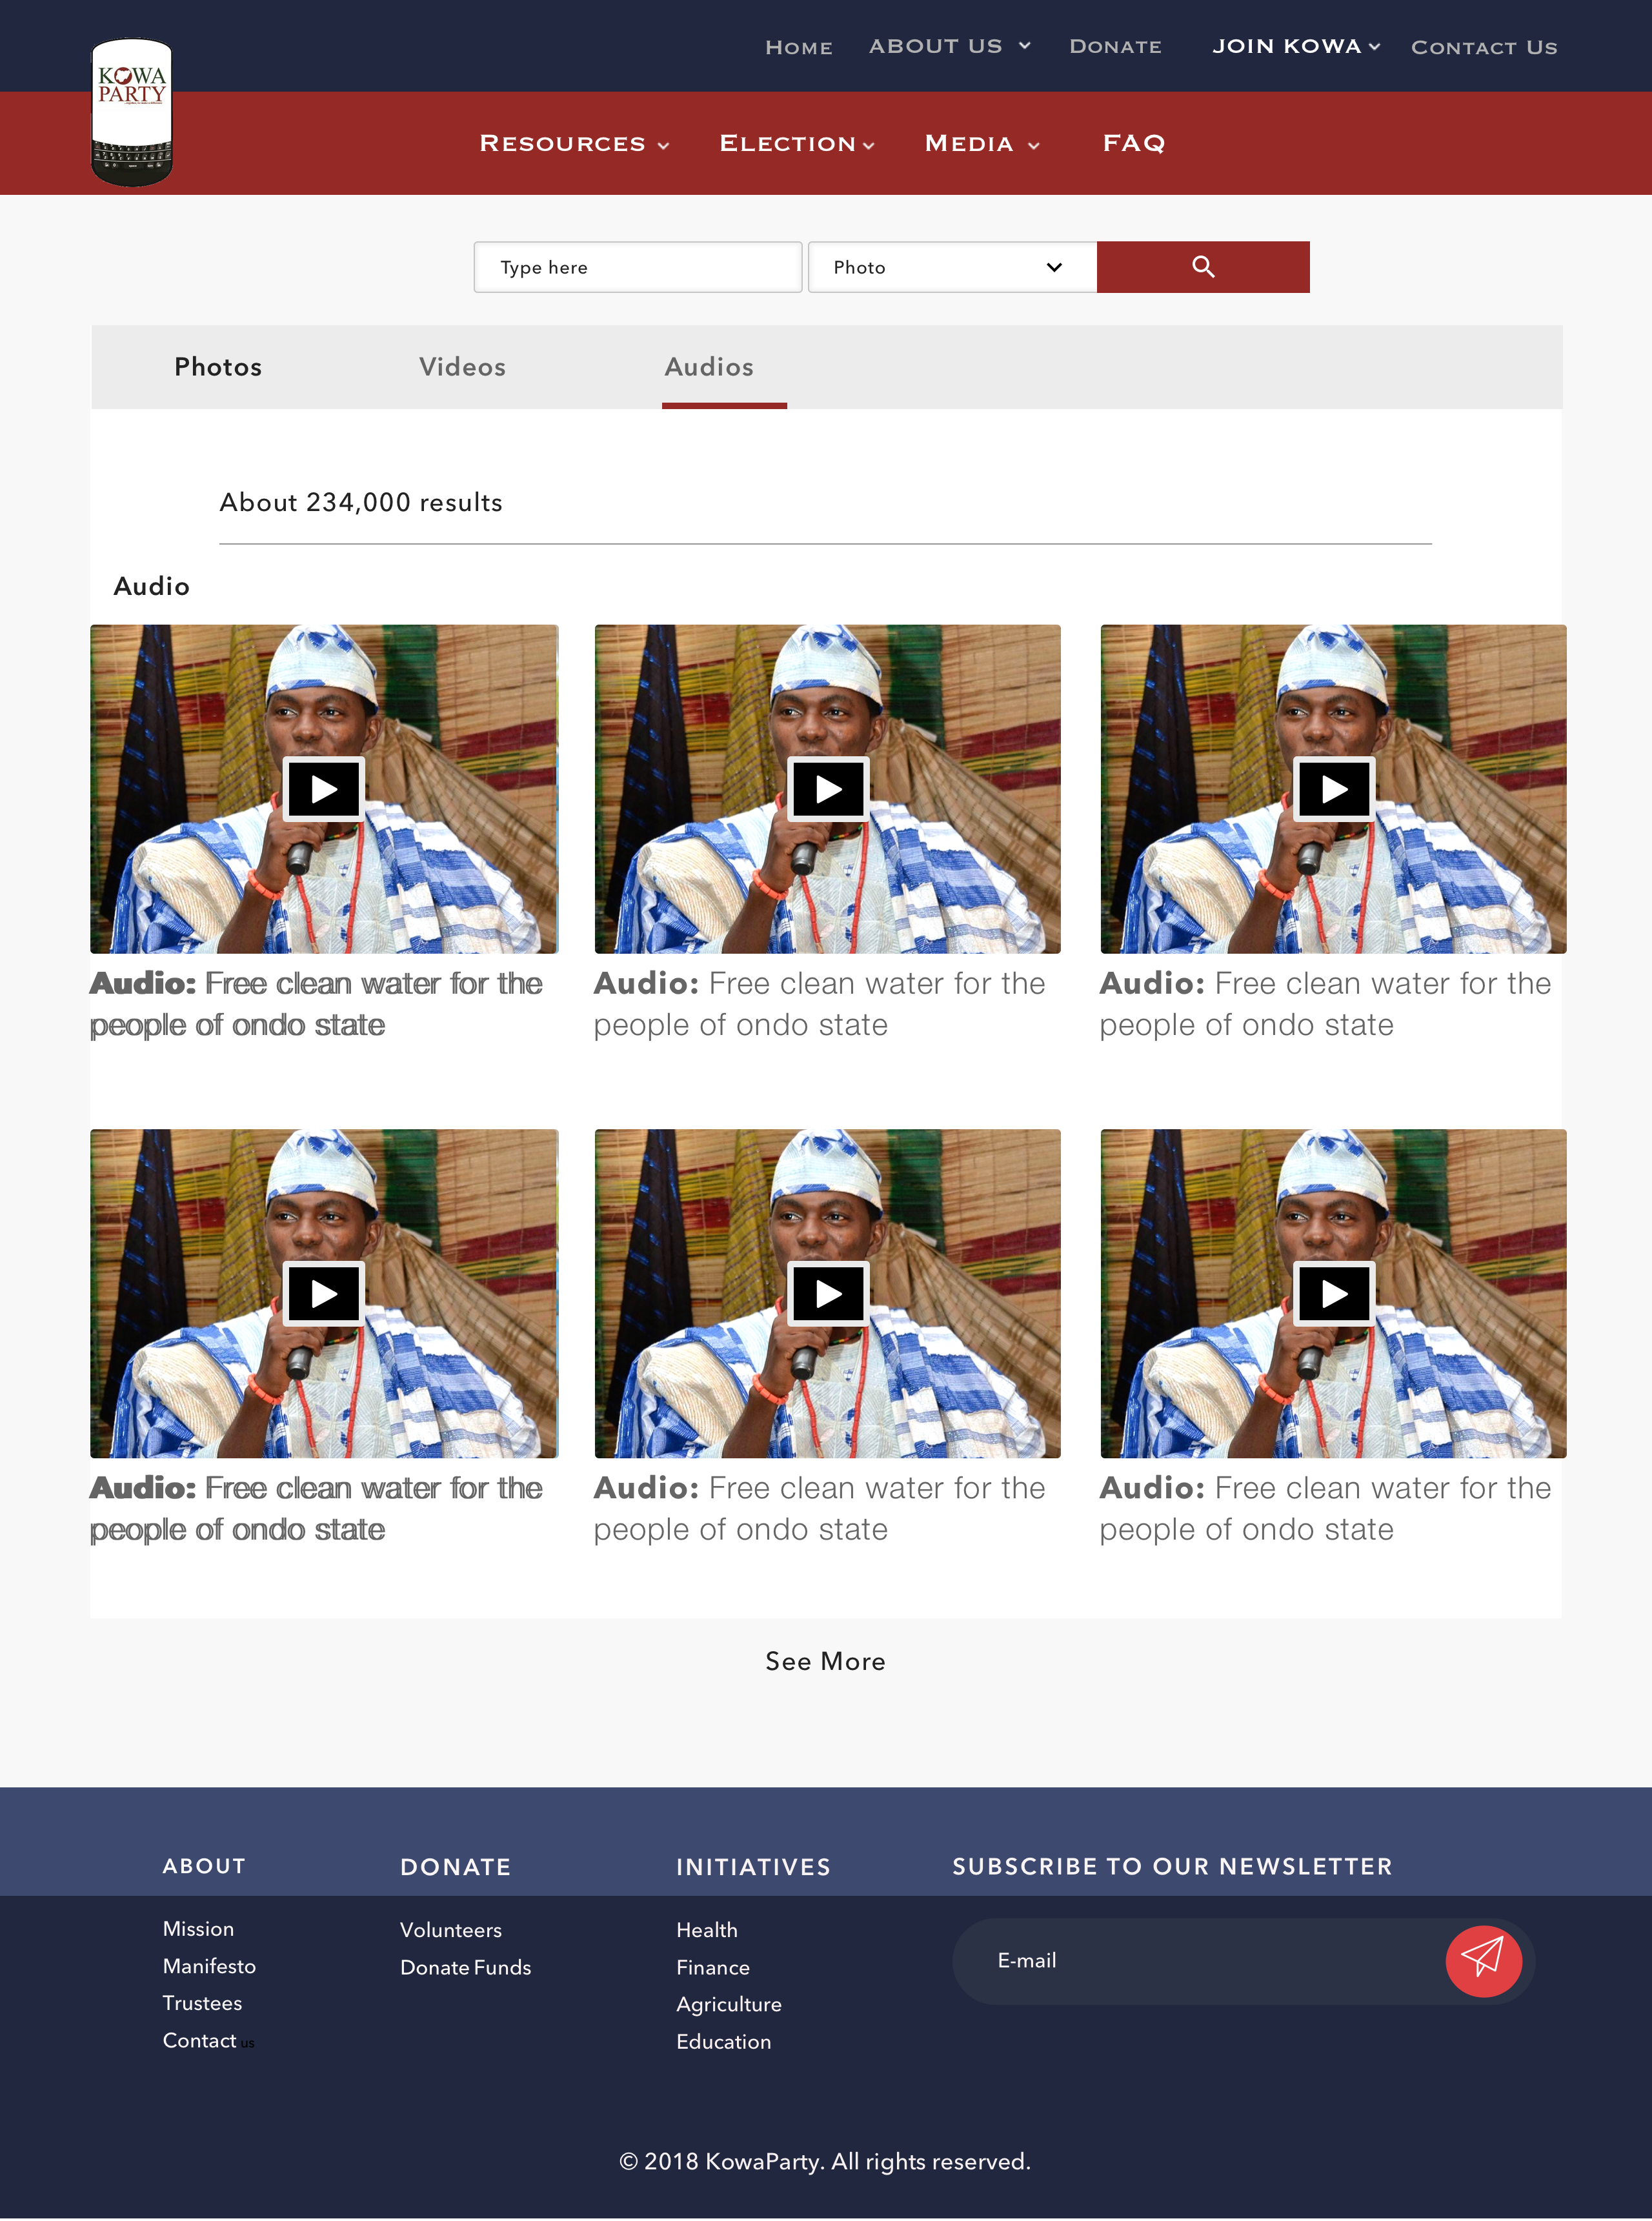 Home ABOUT US Donate JOIN KOWA Contact Us
KOWA
PARTY
Resources Election Media FAQ
Type here Photo
Photos Videos Audios
About 234,000 results
Audio
Audio: Free clean water for the
people of ondo state
Audio: Free clean water for the
people of ondo state
Audio: Free clean water for the
people of ondo state
Audio: Free clean water for the
people of ondo state
Audio: Free clean water for the
people of ondo state
Audio: Free clean water for the
people of ondo state
See More
ABOUT
Mission
Manifesto
Trustees
Contact us
DONATE
Volunteers
Donate Funds
INITIATIVES
Health
Finance
Agriculture
Education
SUBSCRIBE TO OUR NEWSLETTER
E-mail
© 2018 KowaParty. All rights reserved.